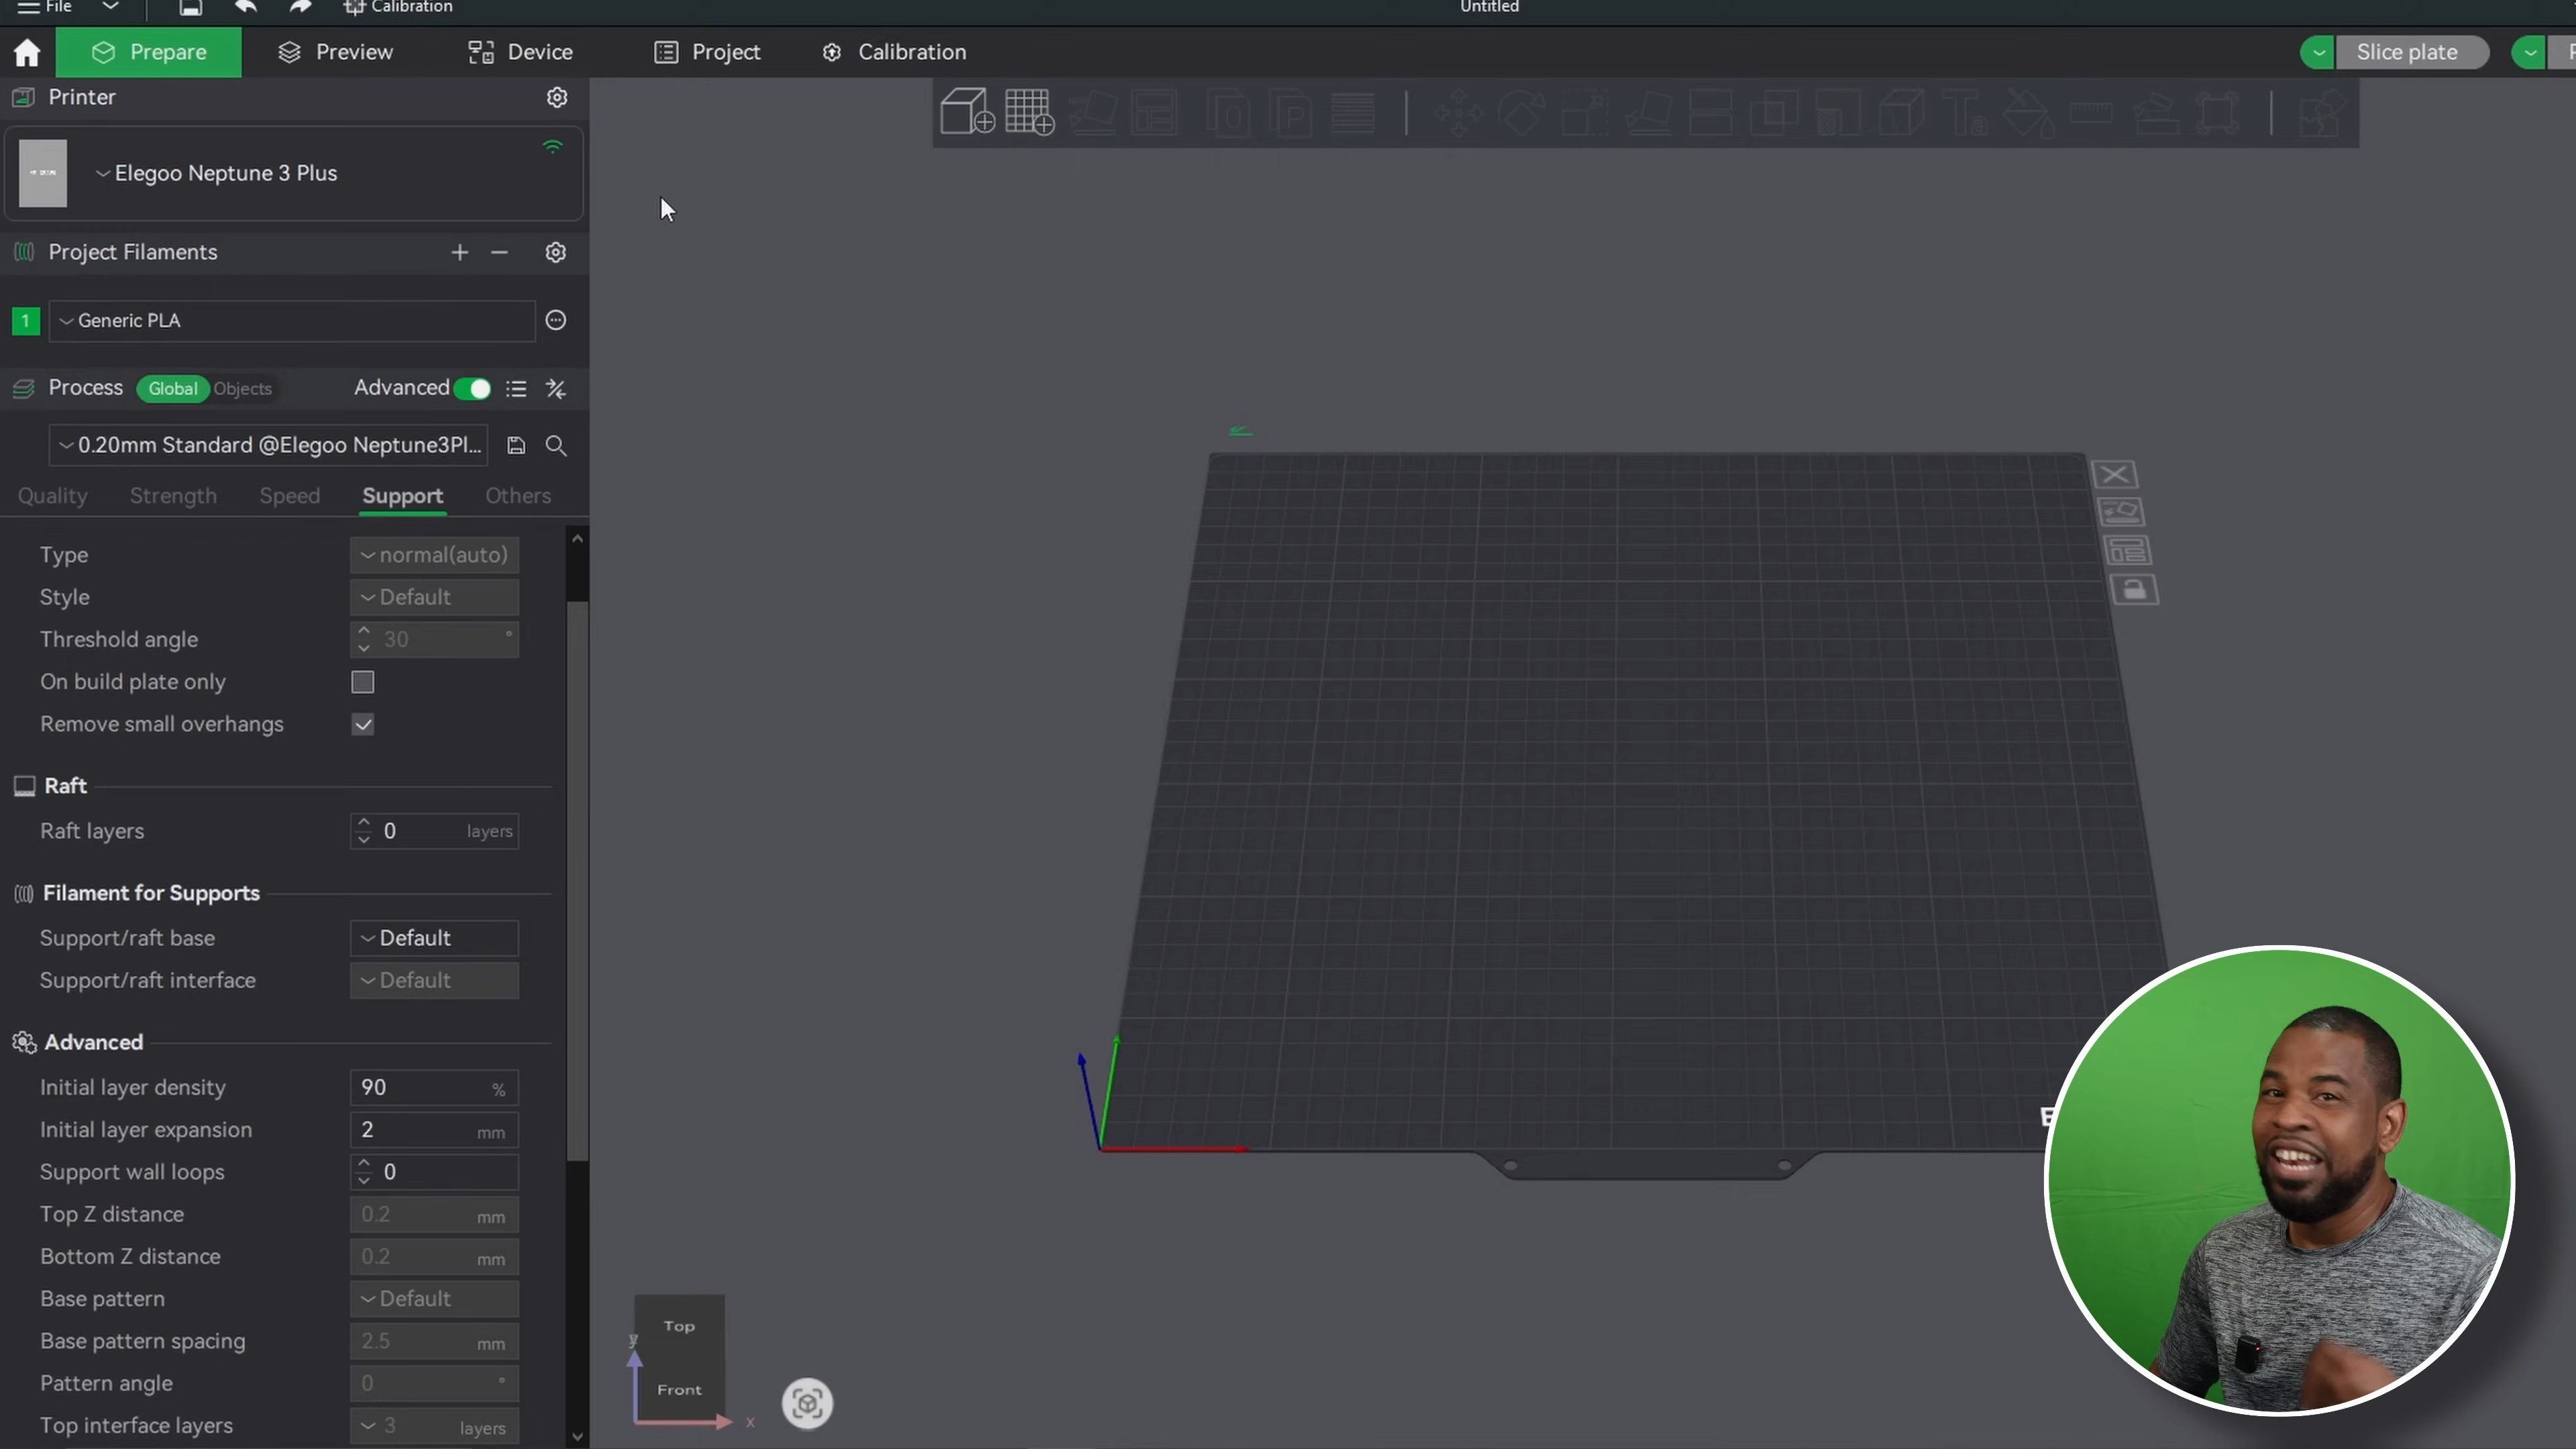 File
Calibration
Untitled
Prepare
Preview
Device
Project
Calibration
Slice plate
Printer
Elegoo Neptune 3 Plus
Project Filaments
1
Generic PLA
Process Global Objects Advanced
0.20mm Standard @Elegoo Neptune3Pl...
Quality Strength Speed Support Others
Type normal(auto)
Style Default
Threshold angle 30 °
On build plate only
Remove small overhangs
Raft
Raft layers 0 layers
Filament for Supports
Support/raft base Default
Support/raft interface Default
Advanced
Initial layer density 90 %
Initial layer expansion 2 mm
Support wall loops 0
Top Z distance 0.2 mm
Bottom Z distance 0.2 mm
Base pattern Default
Base pattern spacing 2.5 mm
Pattern angle 0 °
Top interface layers 3 layers
Top
y
Front
x